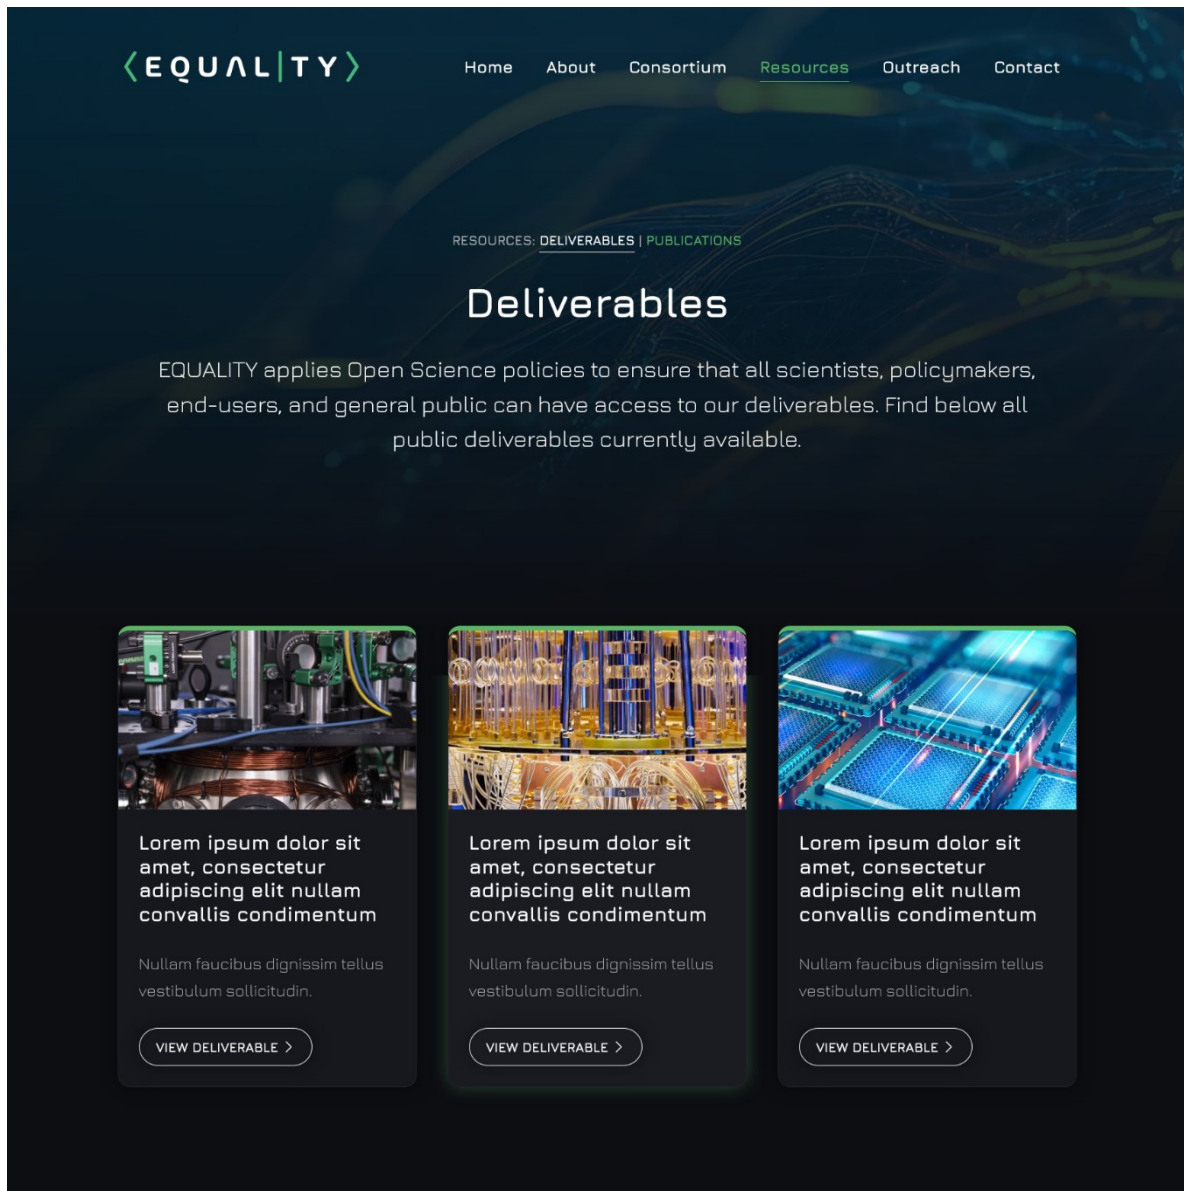 EQUALITY
Home About Consortium Resources Outreach Contact
RESOURCES: DELIVERABLES | PUBLICATIONS
Deliverables
EQUALITY applies Open Science policies to ensure that all scientists, policymakers,
end-users, and general public can have access to our deliverables. Find below all
public deliverables currently available.
Lorem ipsum dolor sit
amet, consectetur
adipiscing elit nullam
convallis condimentum
Nullam faucibus dignissim tellus
vestibulum sollicitudin.
VIEW DELIVERABLE
Lorem ipsum dolor sit
amet, consectetur
adipiscing elit nullam
convallis condimentum
Nullam faucibus dignissim tellus
vestibulum sollicitudin.
VIEW DELIVERABLE
Lorem ipsum dolor sit
amet, consectetur
adipiscing elit nullam
convallis condimentum
Nullam faucibus dignissim tellus
vestibulum sollicitudin.
VIEW DELIVERABLE